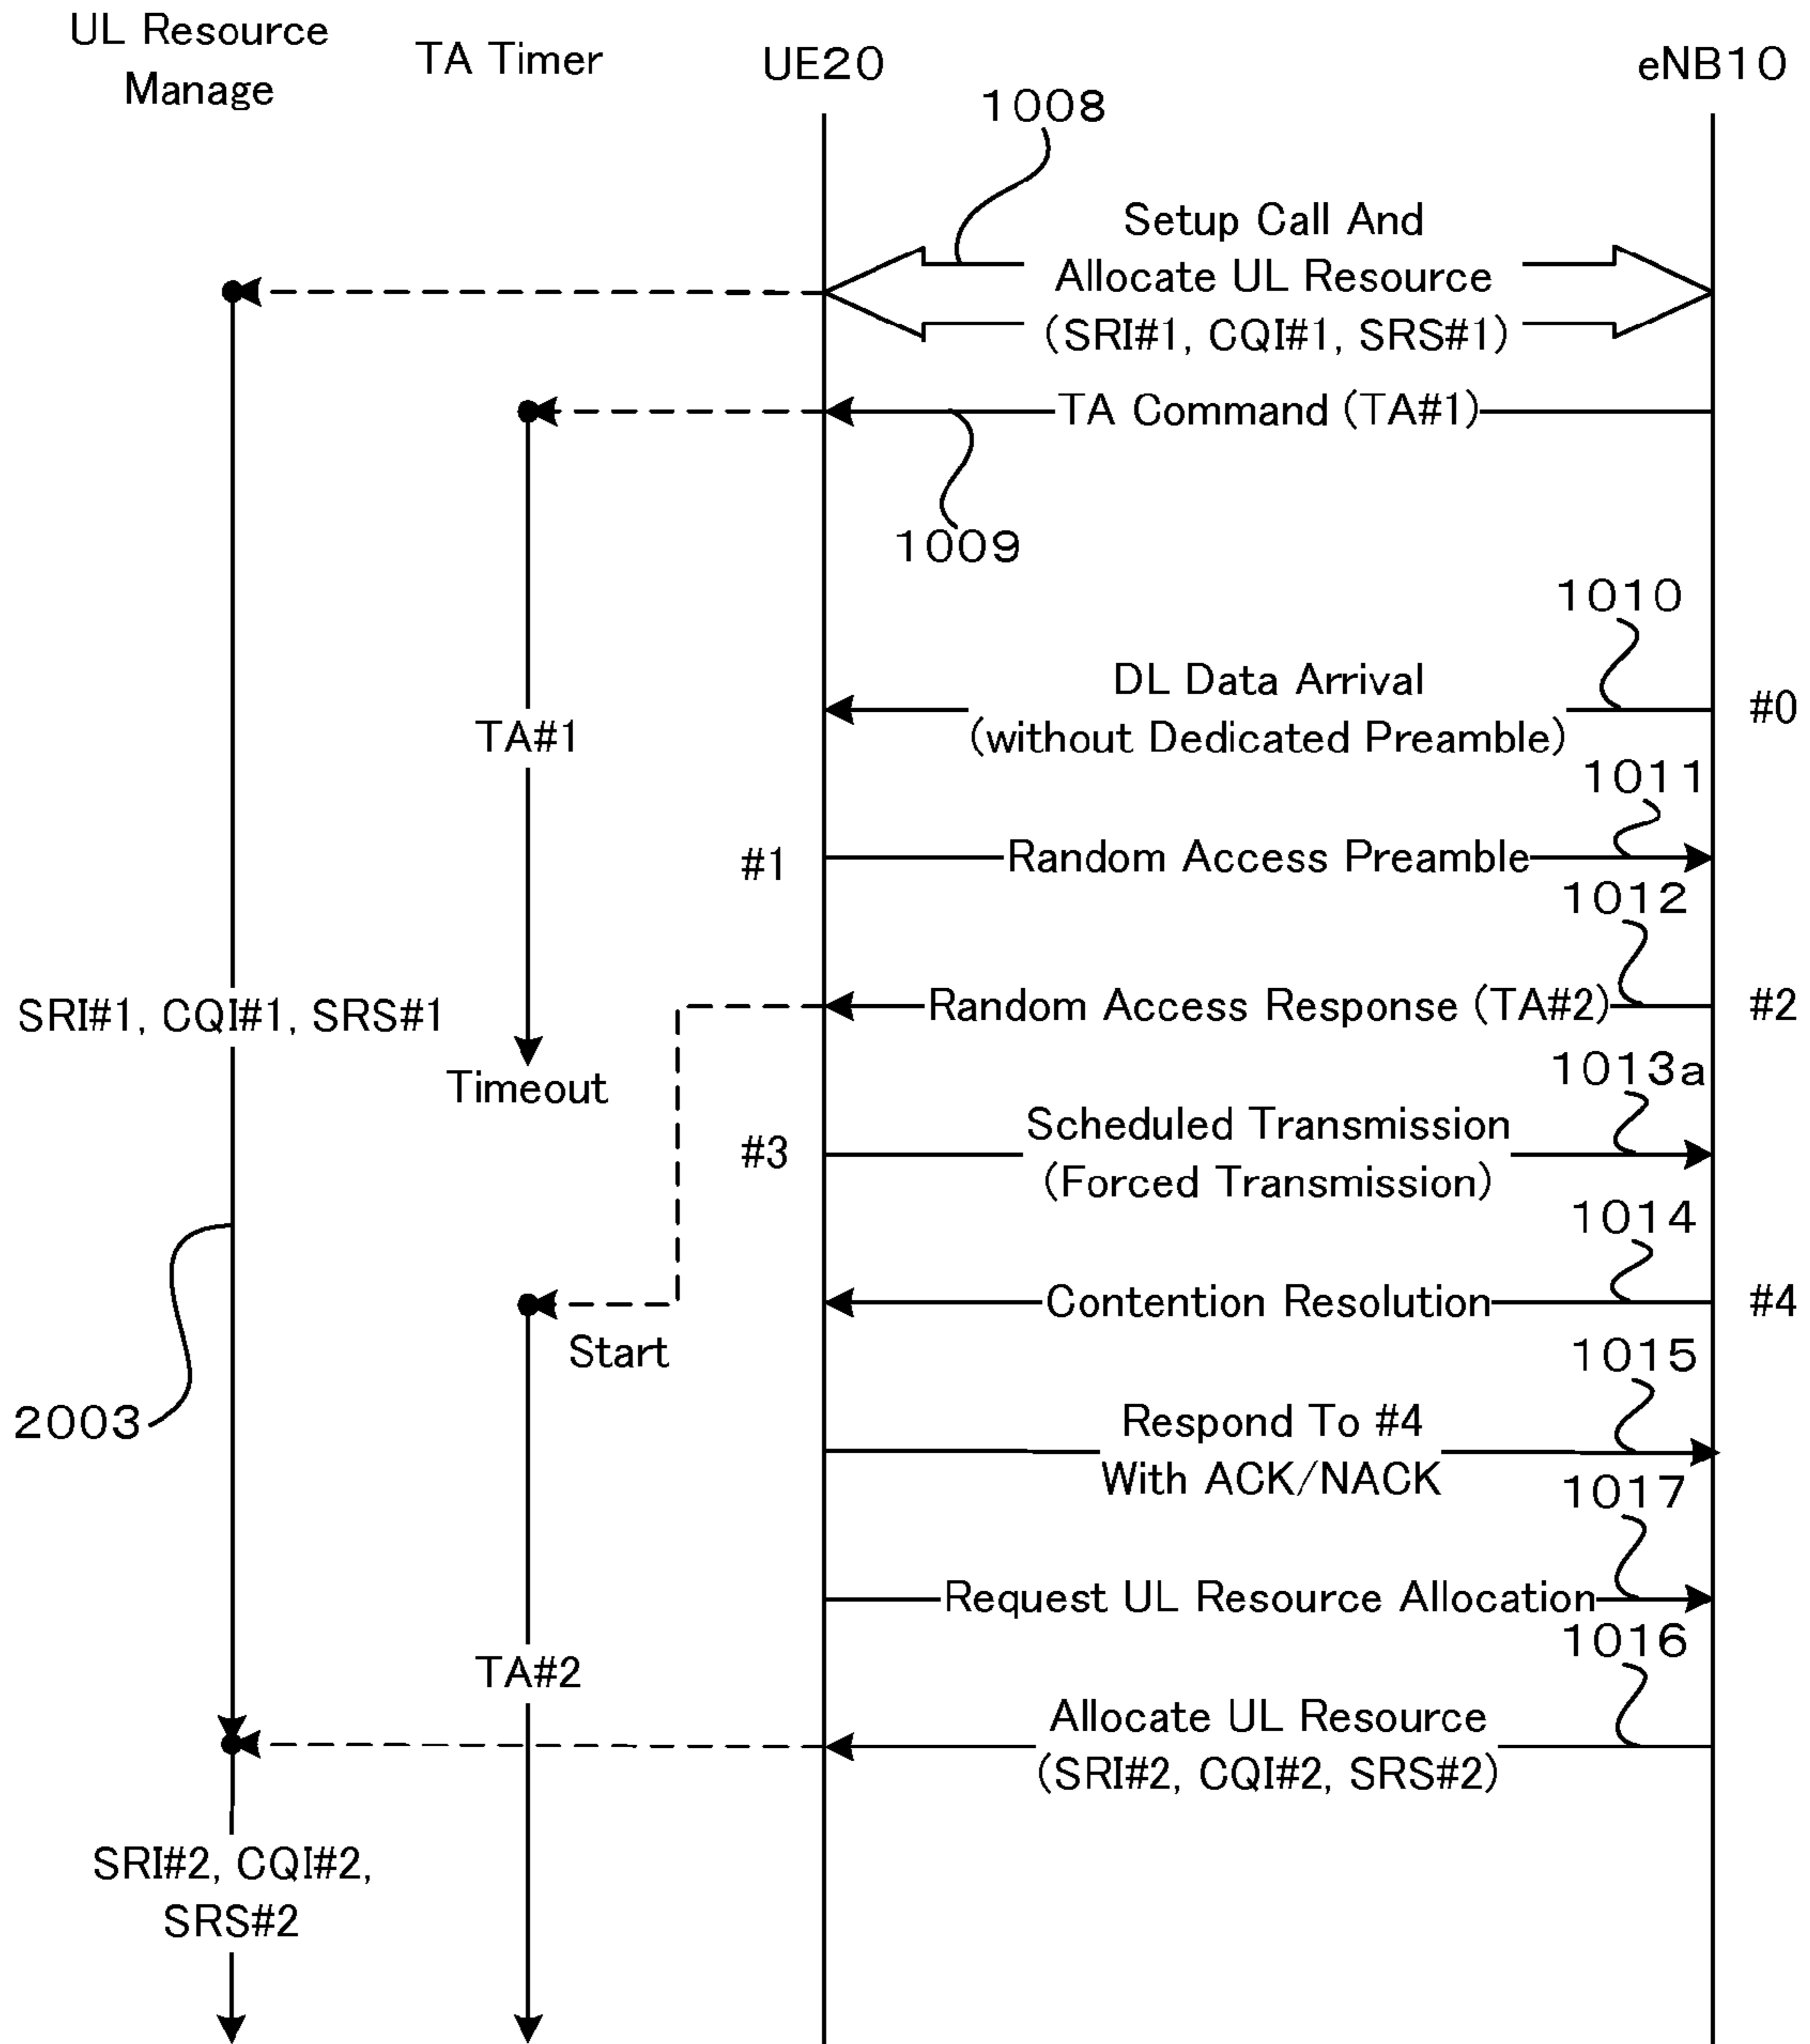 UL Resource
Manage
TA Timer
UE20
eNB10
1008
Setup Call And
Allocate UL Resource
(SRI#1, CQI#1, SRS#1)
TA Command (TA#1)
1009
1010
DL Data Arrival
(without Dedicated Preamble)
#0
TA#1
1011
#1
Random Access Preamble
1012
SRI#1, CQI#1, SRS#1
Random Access Response (TA#2)
#2
Timeout
1013a
#3
Scheduled Transmission
(Forced Transmission)
1014
Contention Resolution
#4
Start
1015
2003
Respond To #4
With ACK/NACK
1017
Request UL Resource Allocation
1016
TA#2
Allocate UL Resource
(SRI#2, CQI#2, SRS#2)
SRI#2, CQI#2,
SRS#2